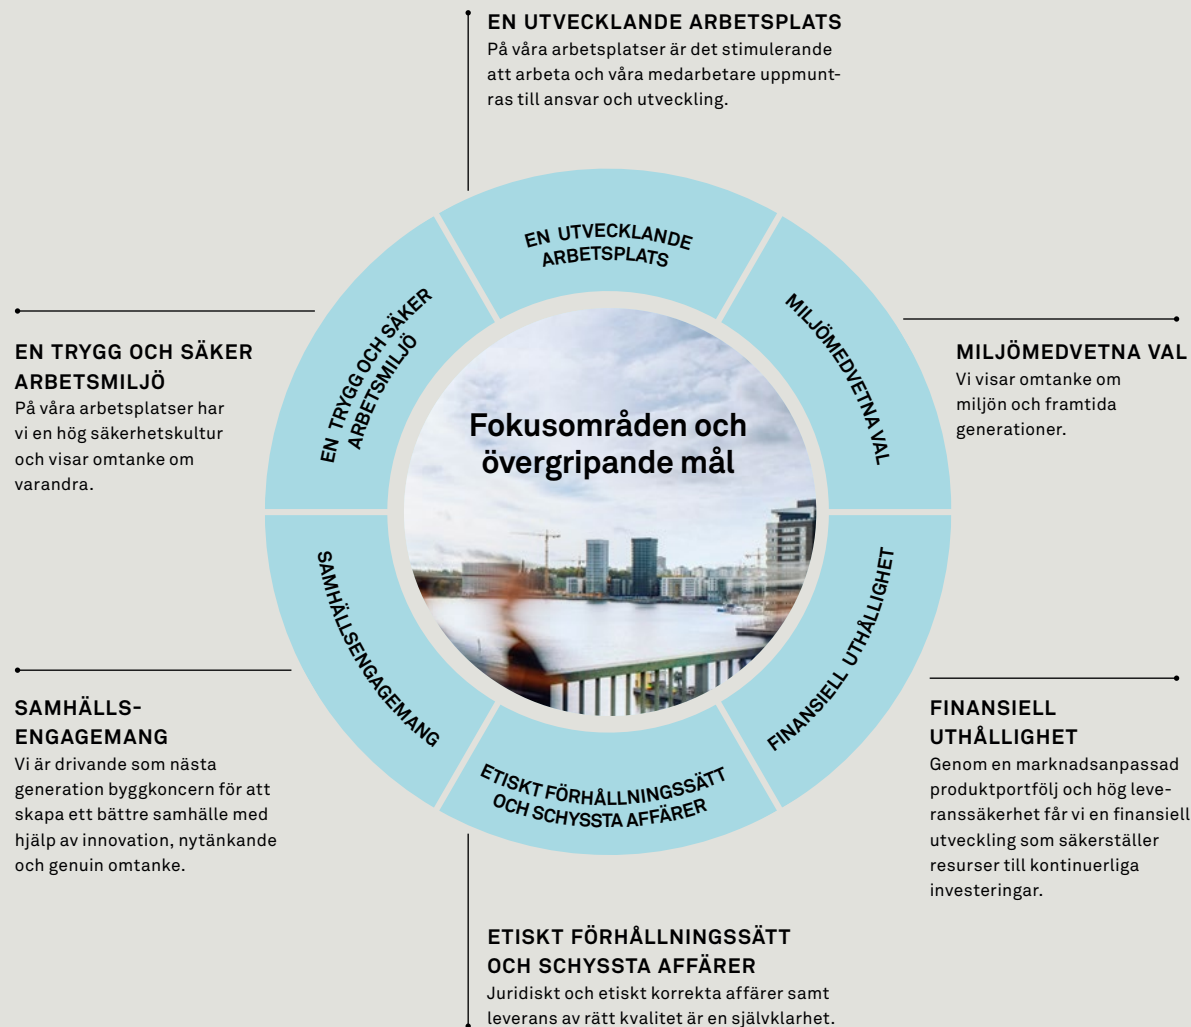 EN UTVECKLANDE ARBETSPLATS
På våra arbetsplatser är det stimulerande
att arbeta och våra medarbetare uppmunt-
ras till ansvar och utveckling.
EN UTVECKLANDE
ARBETSPLATS
EN TRYGG OCH SÄKER
ARBETSMILJÖ
MILJÖMEDVETNA VAL
EN TRYGG OCH SÄKER
ARBETSMILJÖ
På våra arbetsplatser har
vi en hög säkerhetskultur
och visar omtanke om
varandra.
Fokusområden och
övergripande mål
MILJÖMEDVETNA VAL
Vi visar omtanke om
miljön och framtida
generationer.
SAMHÄLLSENGAGEMANG
FINANSIELL UTHÅLLIGHET
ETISKT FÖRHÅLLNINGSSÄTT
OCH SCHYSSTA AFFÄRER
SAMHÄLLS-
ENGAGEMANG
Vi är drivande som nästa
generation byggkoncern för att
skapa ett bättre samhälle med
hjälp av innovation, nytänkande
och genuin omtanke.
FINANSIELL
UTHÅLLIGHET
Genom en marknadsanpassad
produktportfölj och hög leve-
ranssäkerhet får vi en finansiell
utveckling som säkerställer
resurser till kontinuerliga
investeringar.
ETISKT FÖRHÅLLNINGSSÄTT
OCH SCHYSSTA AFFÄRER
Juridiskt och etiskt korrekta affärer samt
leverans av rätt kvalitet är en självklarhet.